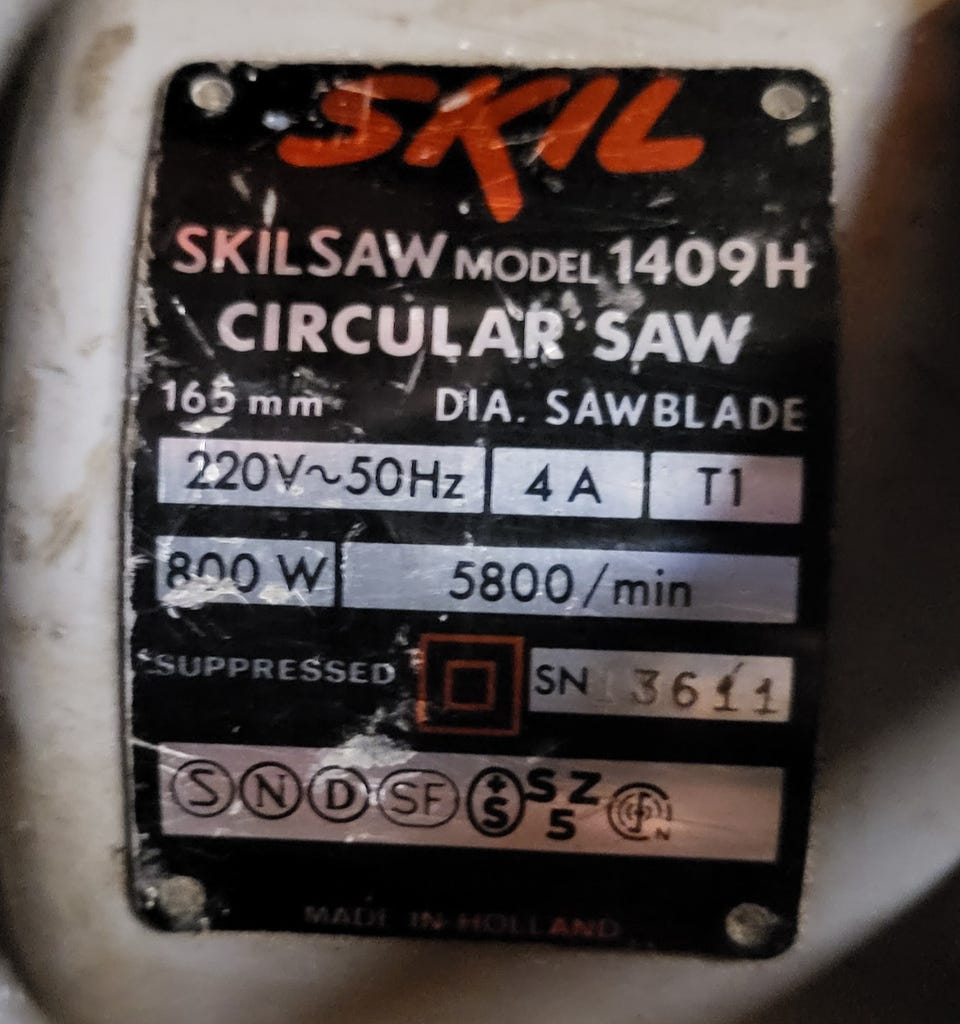 SKIL
SKILSAW MODEL 1409H
CIRCULAR SAW
165 mm DIA. SAWBLADE
220V~50Hz 4 A T1
800 W 5800/min
SUPPRESSED SN 3611
S N D SF +S SZ 5 N
MADE IN HOLLAND